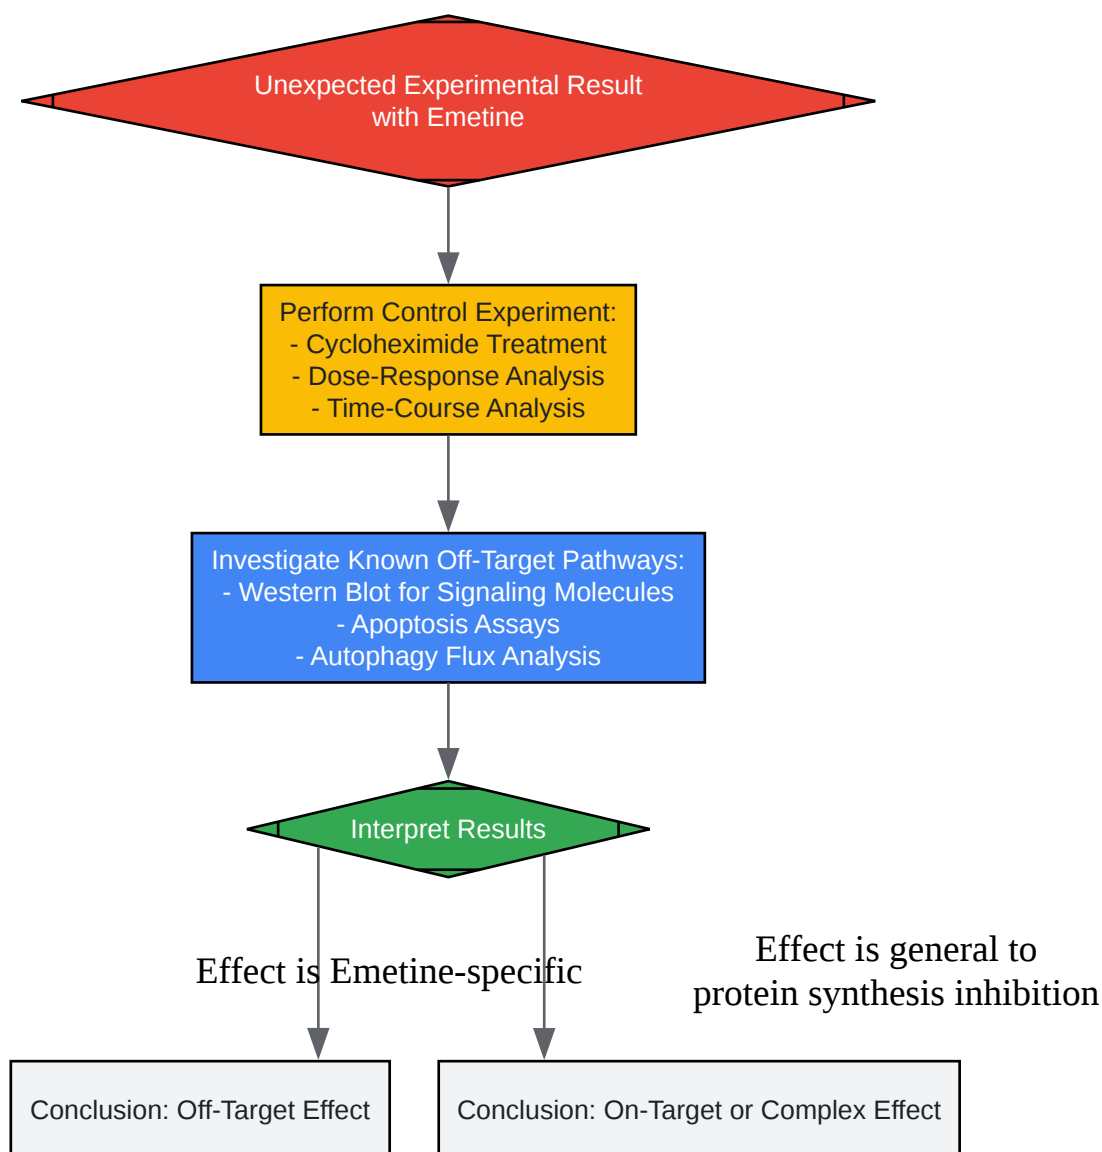 Unexpected Experimental Result
with Emetine
Perform Control Experiment:
- Cycloheximide Treatment
- Dose-Response Analysis
- Time-Course Analysis
Investigate Known Off-Target Pathways:
- Western Blot for Signaling Molecules
- Apoptosis Assays
- Autophagy Flux Analysis
Interpret Results
Effect is Emetine-specific
Effect is general to
protein synthesis inhibition
Conclusion: Off-Target Effect
Conclusion: On-Target or Complex Effect